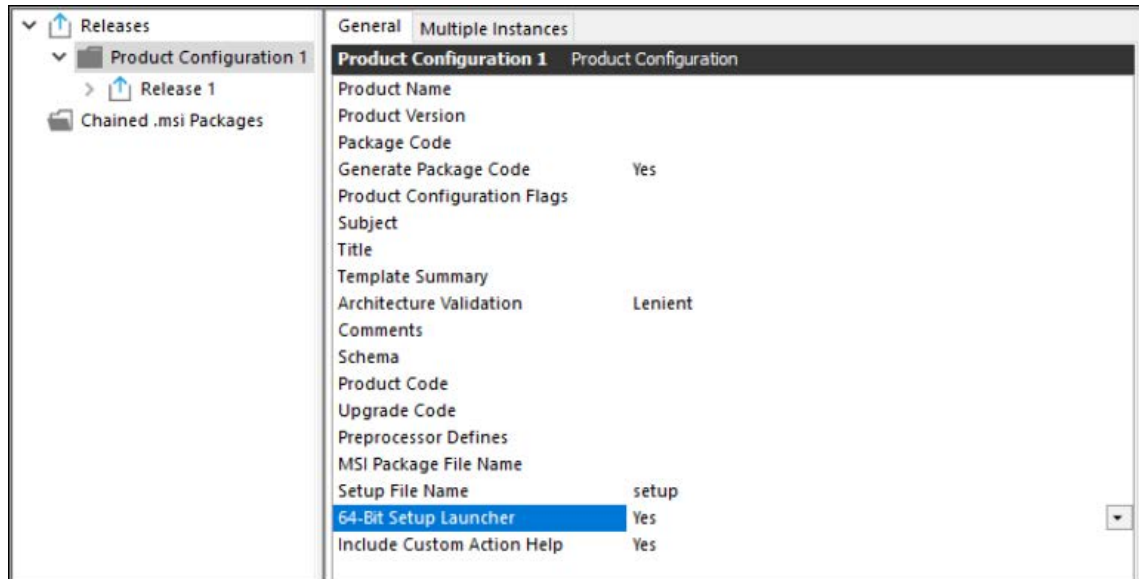 Releases
Product Configuration 1
Release 1
Chained .msi Packages
General Multiple Instances
Product Configuration 1 Product Configuration
Product Name
Product Version
Package Code
Generate Package Code Yes
Product Configuration Flags
Subject
Title
Template Summary
Architecture Validation Lenient
Comments
Schema
Product Code
Upgrade Code
Preprocessor Defines
MSI Package File Name
Setup File Name setup
64-Bit Setup Launcher Yes
Include Custom Action Help Yes